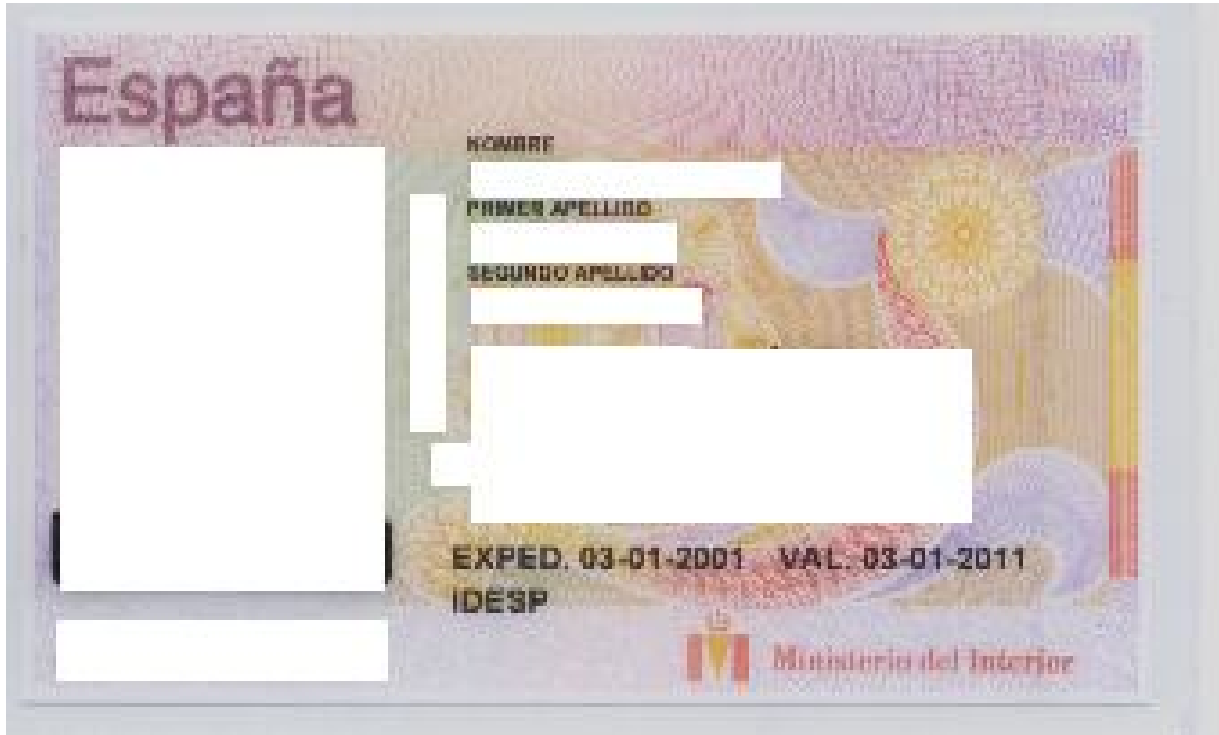 España
NOMBRE
PRIMER APELLIDO
SEGUNDO APELLIDO
EXPED. 03-01-2001 VAL. 03-01-2011
IDESP
Ministerio del Interior